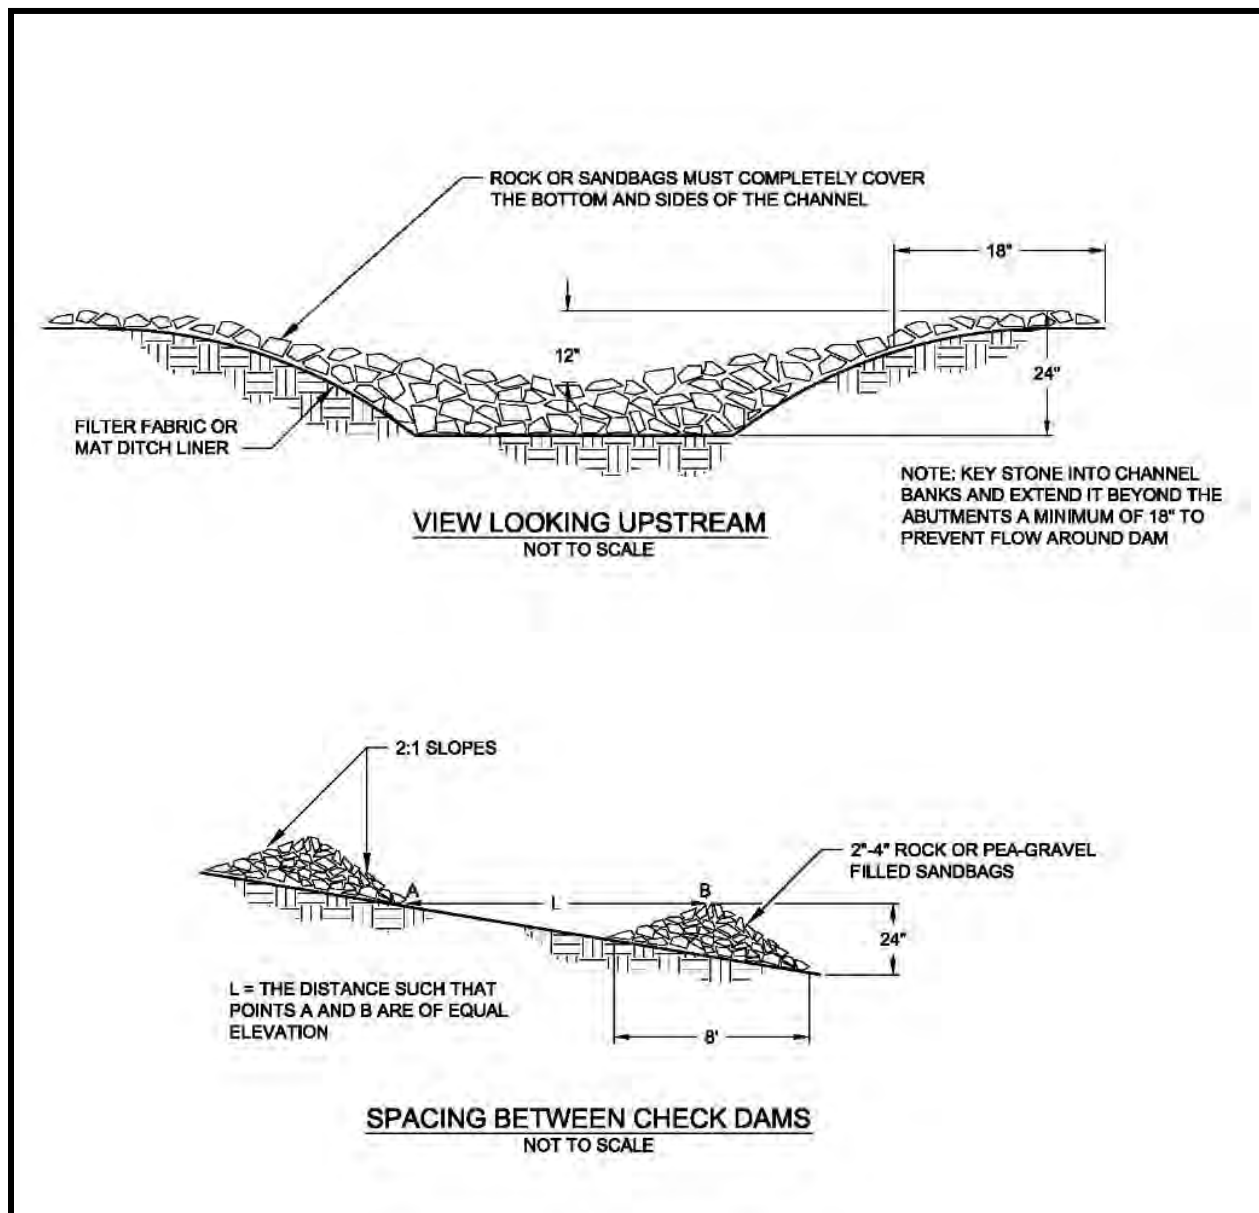 ROCK OR SANDBAGS MUST COMPLETELY COVER
THE BOTTOM AND SIDES OF THE CHANNEL
18"
12"
24"
FILTER FABRIC OR
MAT DITCH LINER
NOTE: KEY STONE INTO CHANNEL
BANKS AND EXTEND IT BEYOND THE
ABUTMENTS A MINIMUM OF 18" TO
PREVENT FLOW AROUND DAM
VIEW LOOKING UPSTREAM
NOT TO SCALE
2:1 SLOPES
2"-4" ROCK OR PEA-GRAVEL
FILLED SANDBAGS
A
L
B
24"
L = THE DISTANCE SUCH THAT
POINTS A AND B ARE OF EQUAL
ELEVATION
8'
SPACING BETWEEN CHECK DAMS
NOT TO SCALE